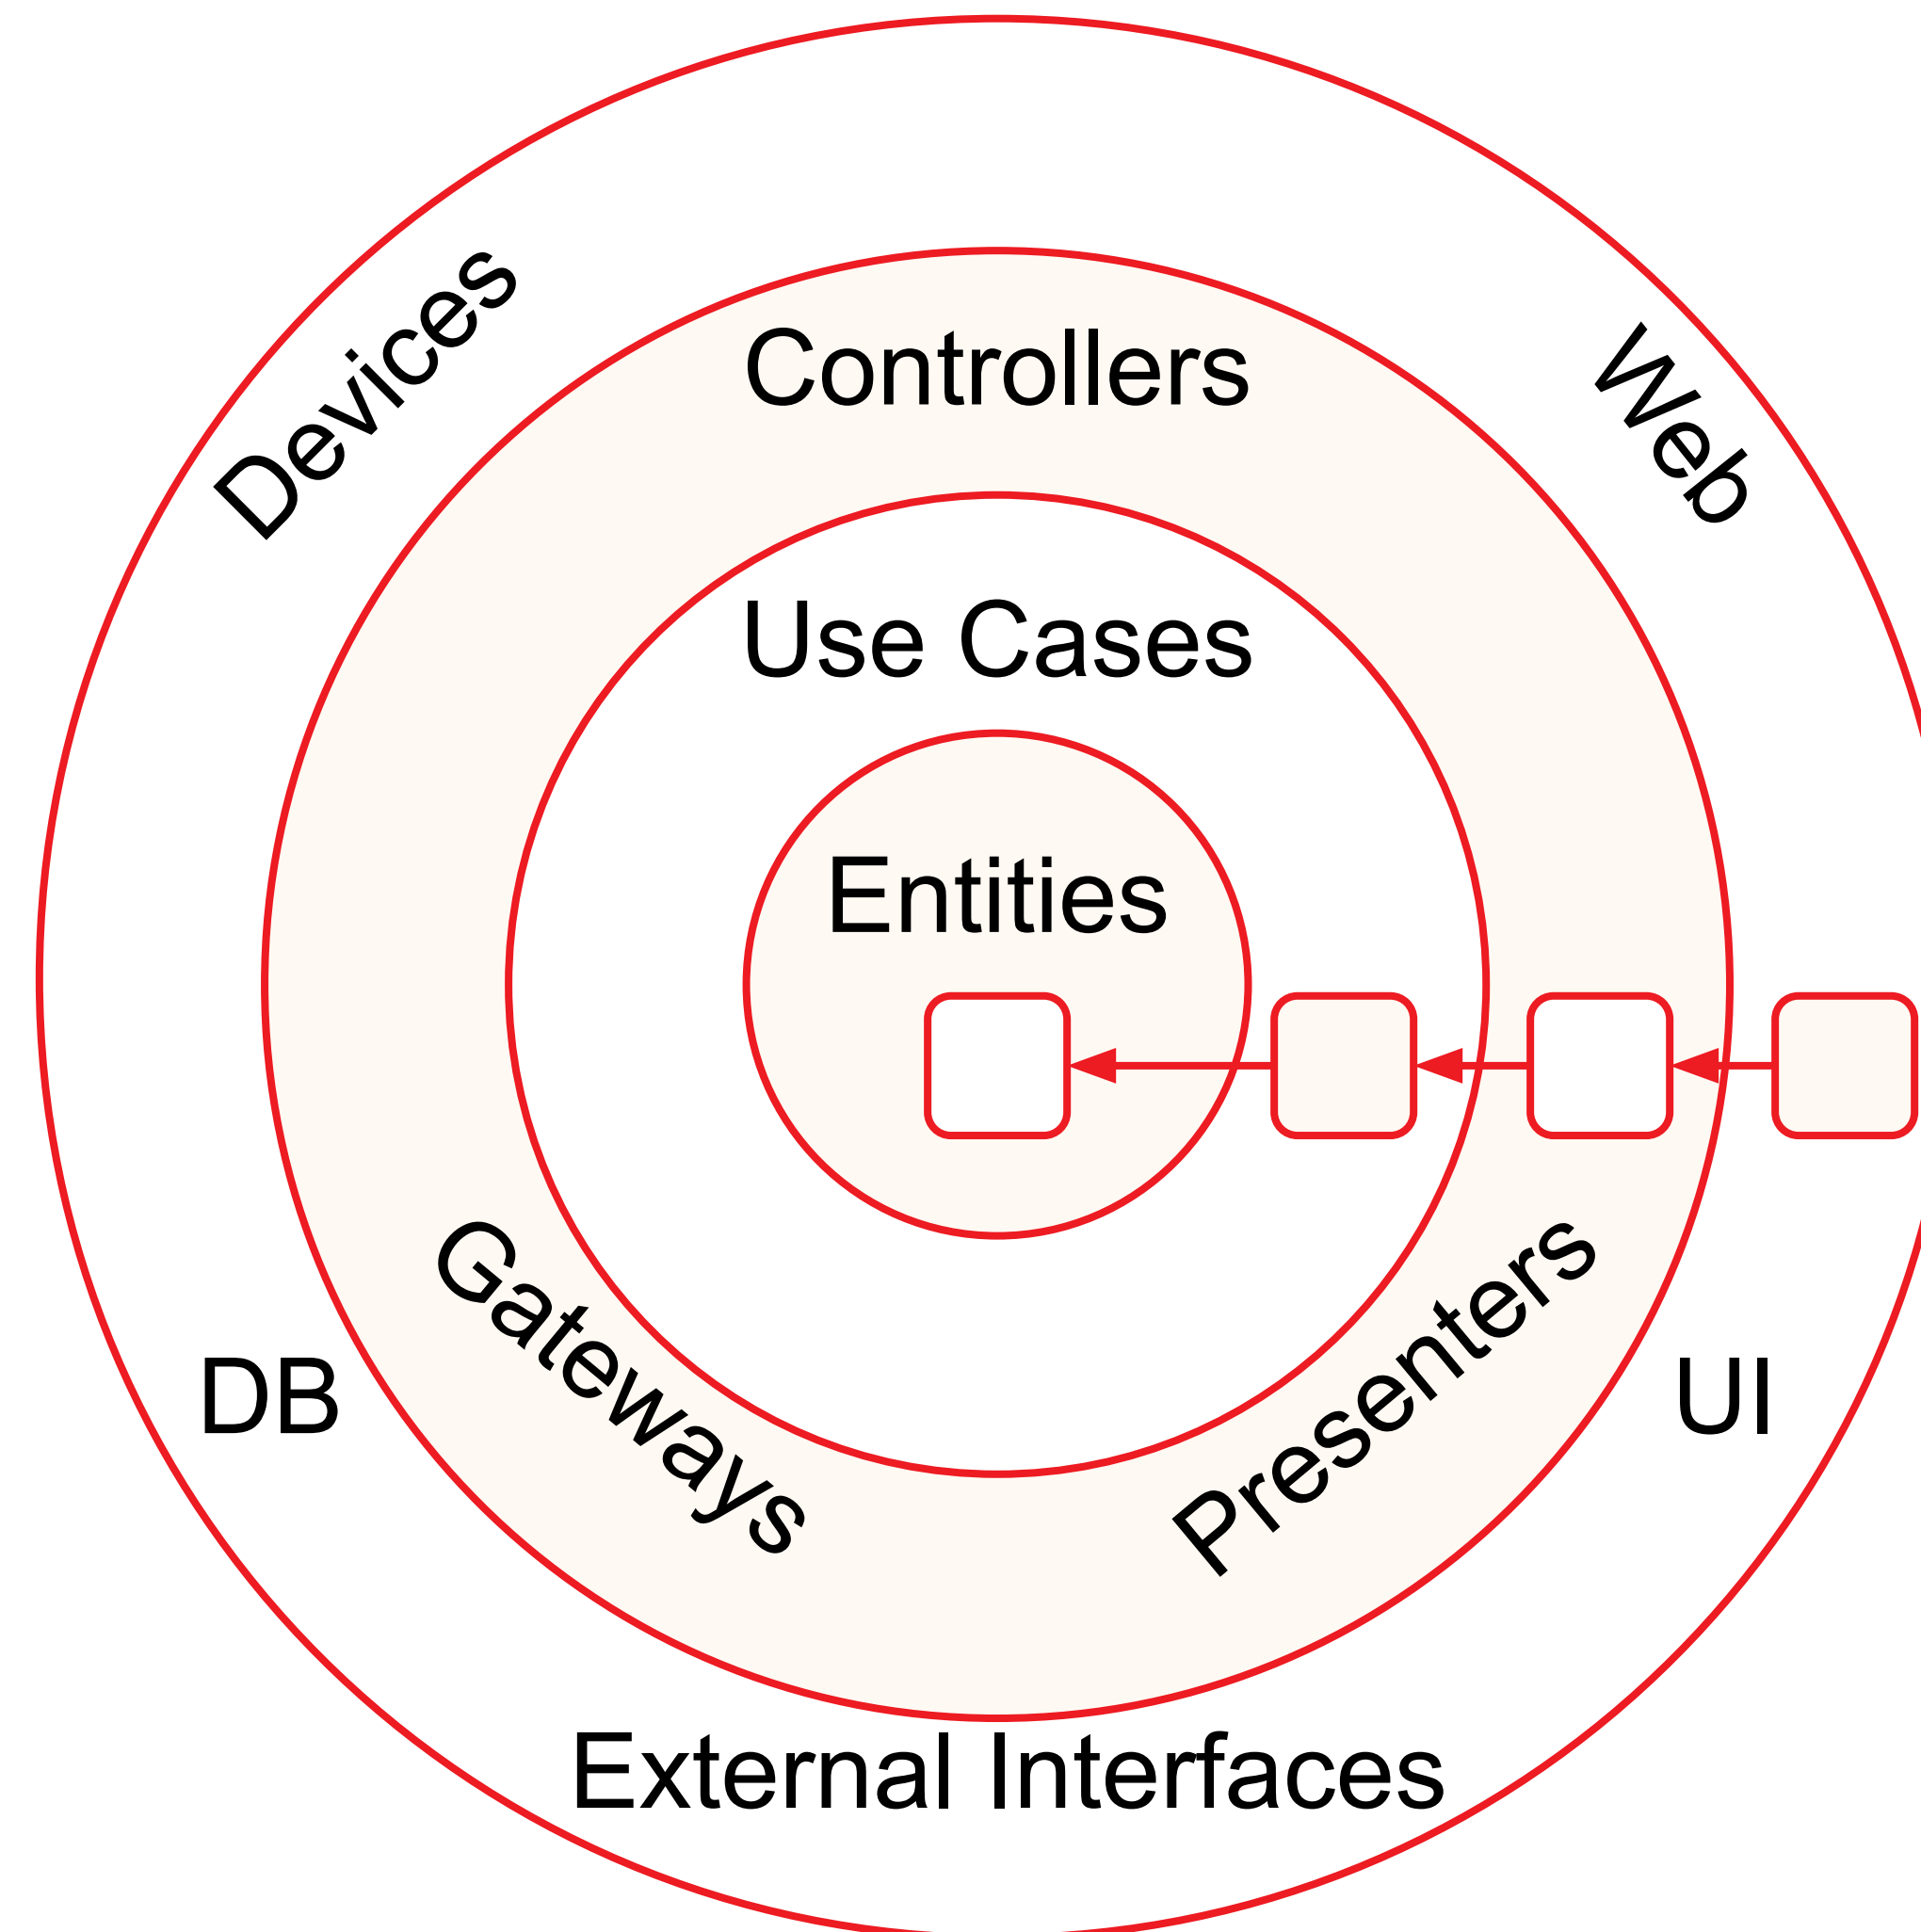 Devices
Controllers
Web
Use Cases
Entities
Gateways
Presenters
DB
UI
External Interfaces